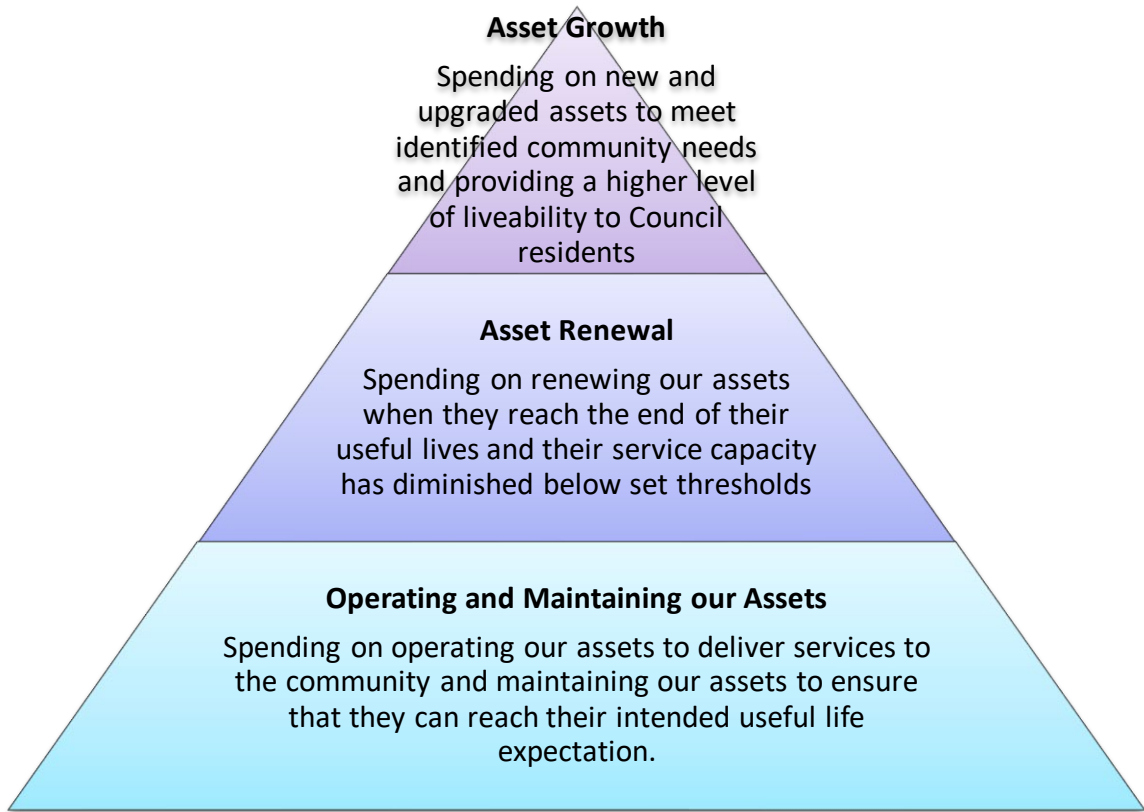 Asset Growth
Spending on new and
upgraded assets to meet
identified community needs
and providing a higher level
of liveability to Council
residents
Asset Renewal
Spending on renewing our assets
when they reach the end of their
useful lives and their service capacity
has diminished below set thresholds
Operating and Maintaining our Assets
Spending on operating our assets to deliver services to
the community and maintaining our assets to ensure
that they can reach their intended useful life
expectation.